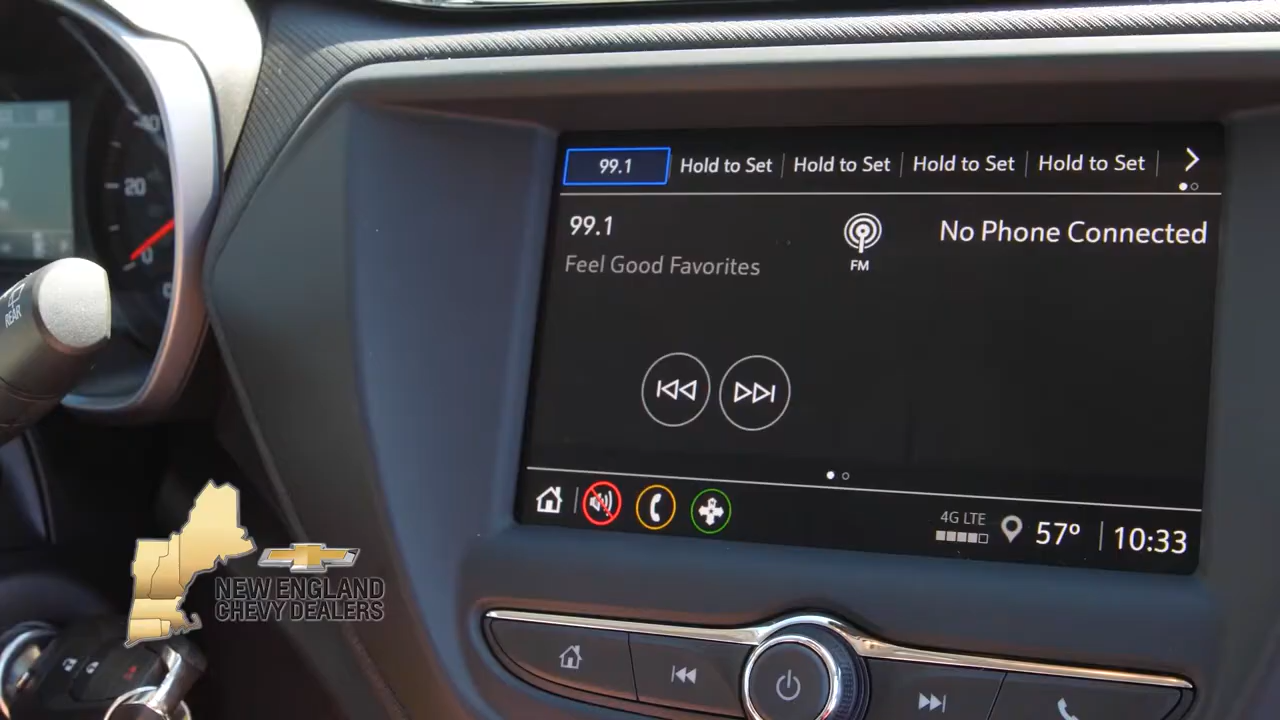 99.1 Hold to Set Hold to Set Hold to Set Hold to Set
99.1
Feel Good Favorites
FM
No Phone Connected
4G LTE
57° 10:33
20
0
REAR
NEW ENGLAND
CHEVY DEALERS